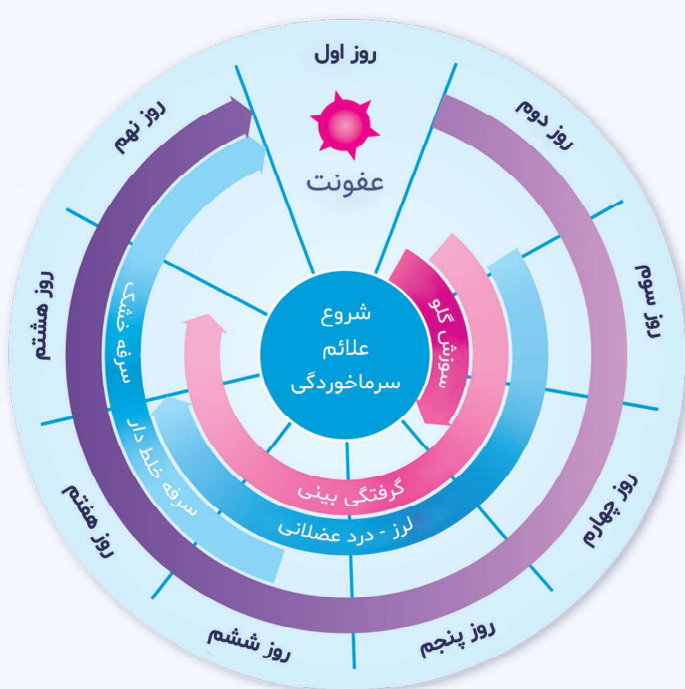 روز اول
عفونت
روز دوم
روز سوم
روز چهارم
روز پنجم
روز ششم
روز هفتم
روز هشتم
روز نهم
شروع
علائم
سرماخوردگی
سوزش گلو
گرفتگی بینی
لرز - درد عضلانی
سرفه خلط دار
سرفه خشک